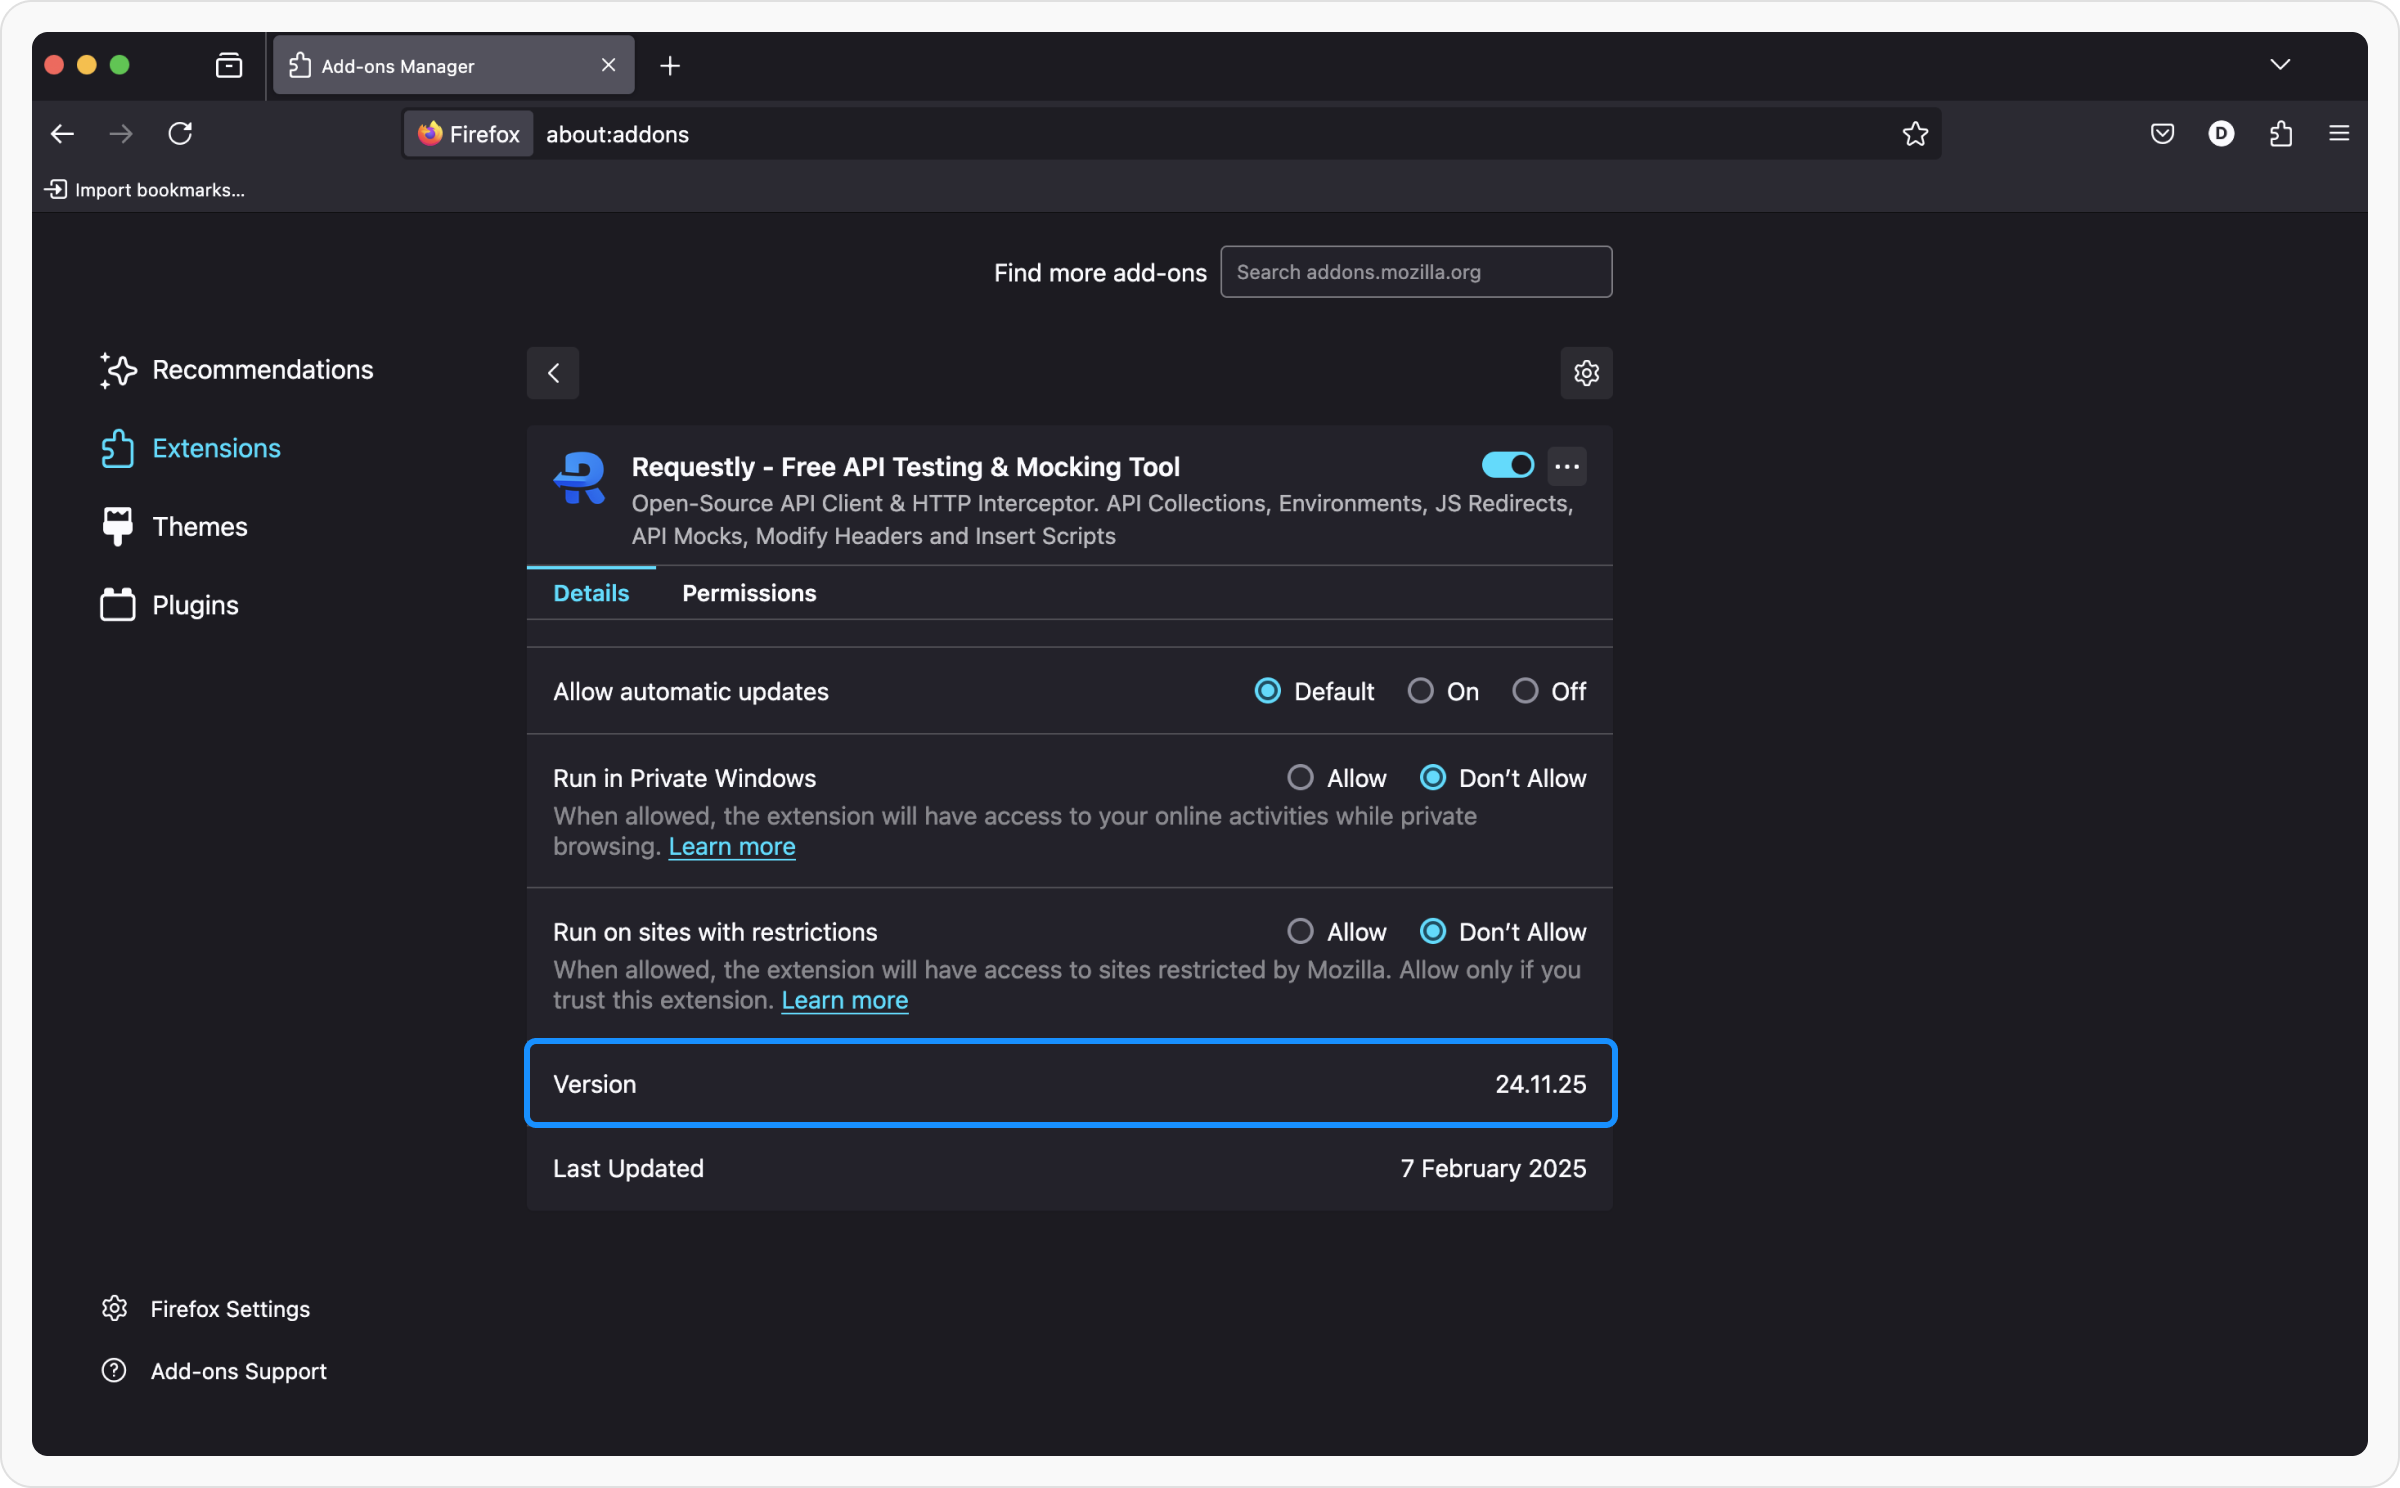 Add-ons Manager
Firefox about:addons
Import bookmarks...
Find more add-ons Search addons.mozilla.org
Recommendations
Extensions
Themes
Plugins
Requestly - Free API Testing & Mocking Tool
Open-Source API Client & HTTP Interceptor. API Collections, Environments, JS Redirects,
API Mocks, Modify Headers and Insert Scripts
Details Permissions
Allow automatic updates Default On Off
Run in Private Windows Allow Don’t Allow
When allowed, the extension will have access to your online activities while private
browsing. Learn more
Run on sites with restrictions Allow Don’t Allow
When allowed, the extension will have access to sites restricted by Mozilla. Allow only if you
trust this extension. Learn more
Version 24.11.25
Last Updated 7 February 2025
Firefox Settings
Add-ons Support
D